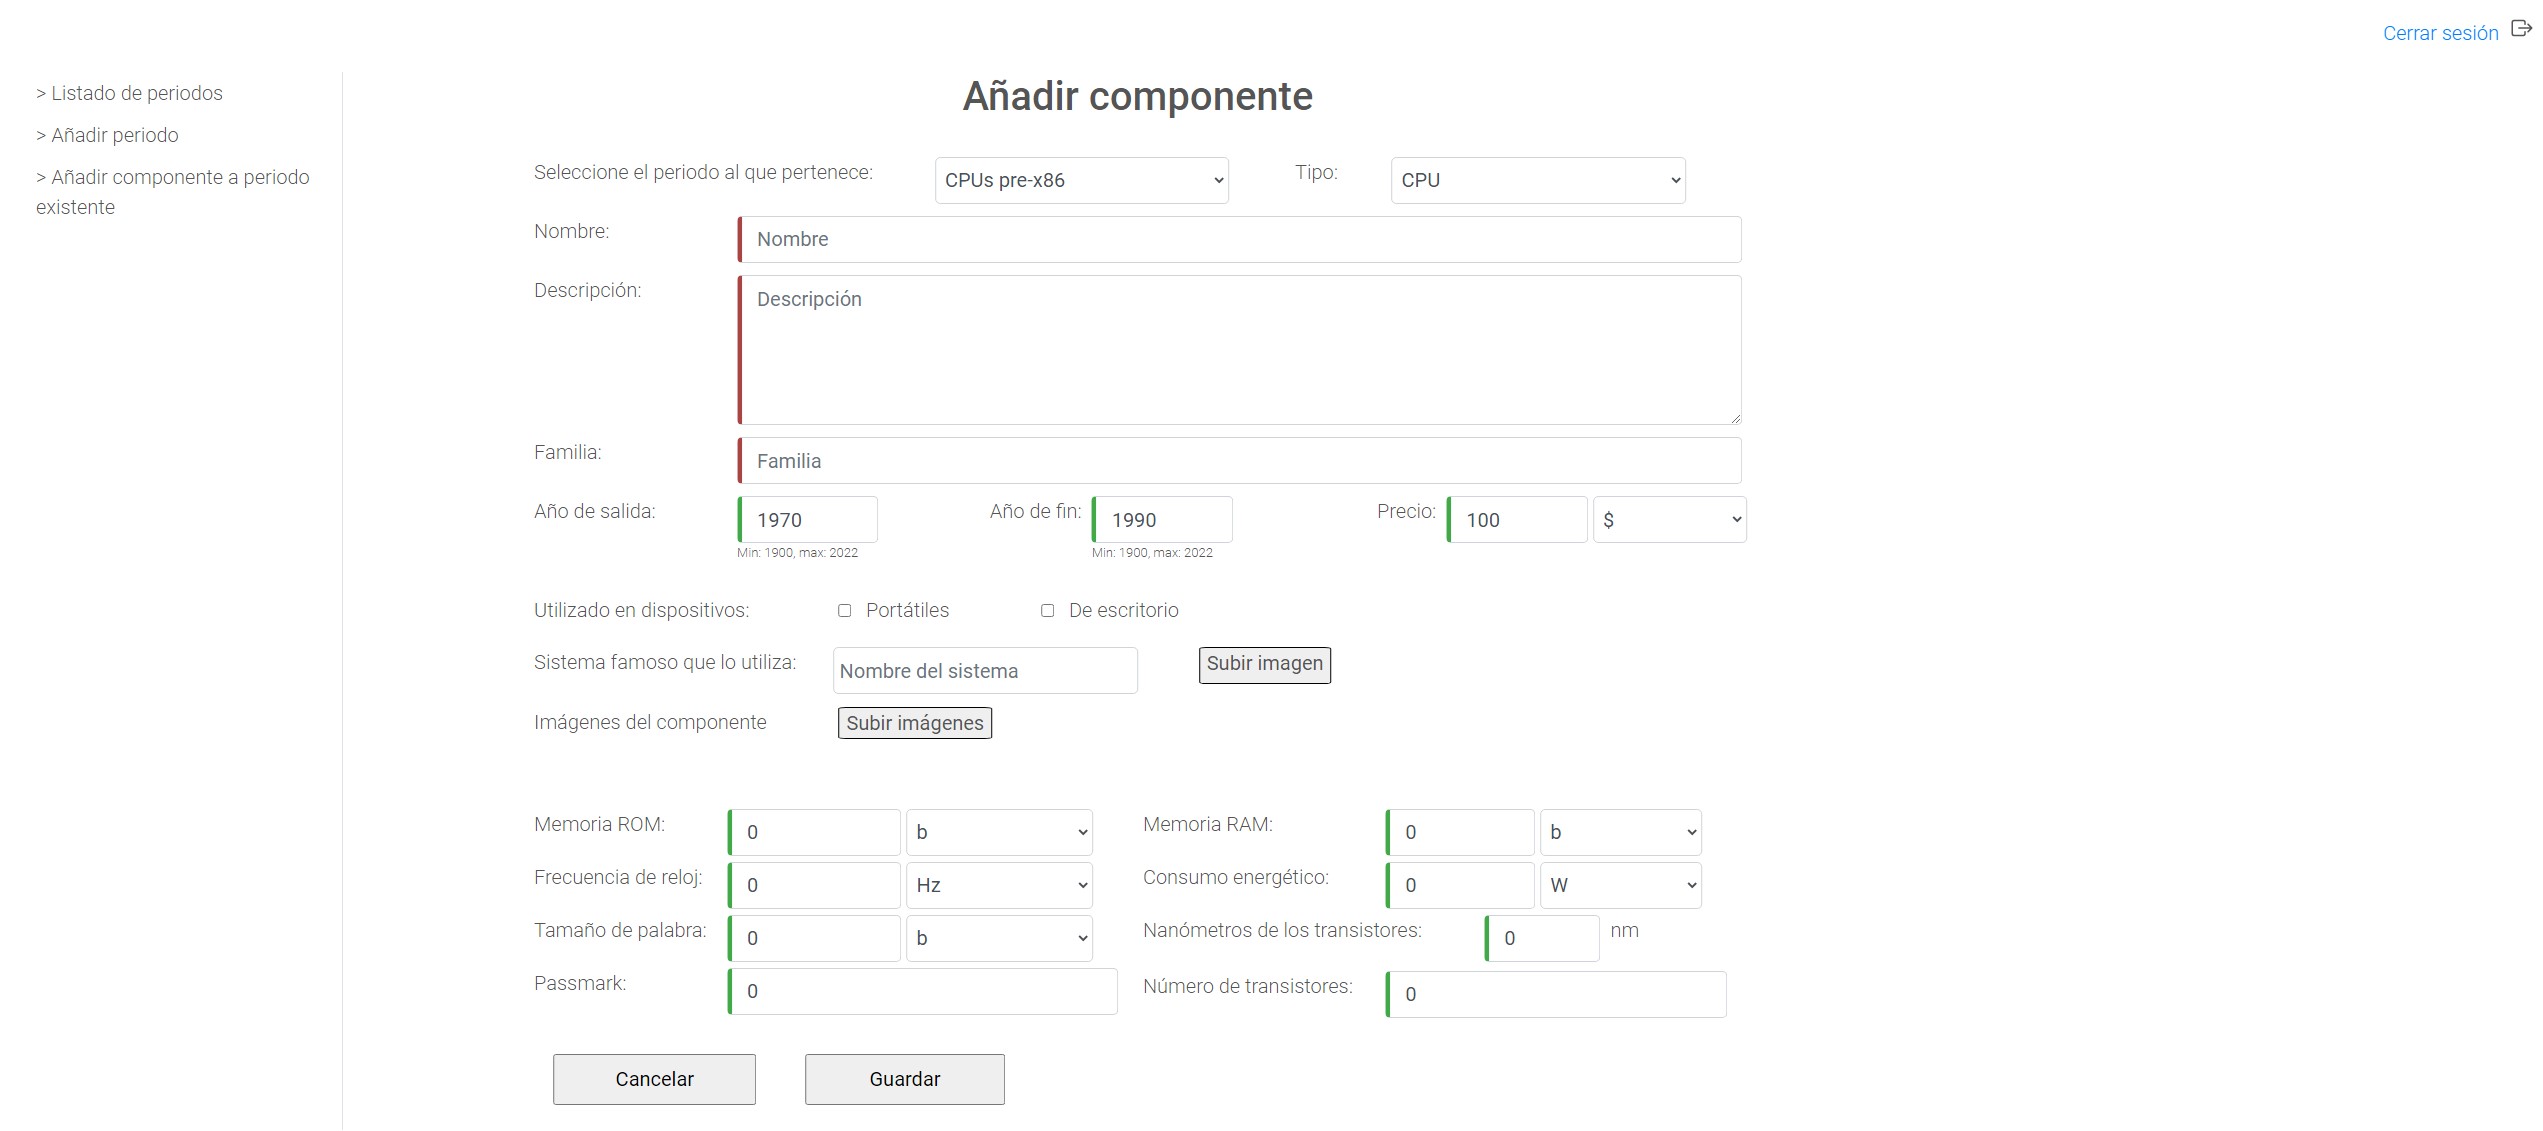 Cerrar sesión
> Listado de periodos
> Añadir periodo
> Añadir componente a periodo
existente
Añadir componente
Seleccione el periodo al que pertenece: CPUs pre-x86 Tipo: CPU
Nombre: Nombre
Descripción: Descripción
Familia: Familia
Año de salida: 1970 Año de fin: 1990 Precio: 100 $
Min: 1900, max: 2022 Min: 1900, max: 2022
Utilizado en dispositivos: Portátiles De escritorio
Sistema famoso que lo utiliza: Nombre del sistema Subir imagen
Imágenes del componente Subir imágenes
Memoria ROM: 0 b Memoria RAM: 0 b
Frecuencia de reloj: 0 Hz Consumo energético: 0 W
Tamaño de palabra: 0 b Nanómetros de los transistores: 0 nm
Passmark: 0 Número de transistores: 0
Cancelar Guardar